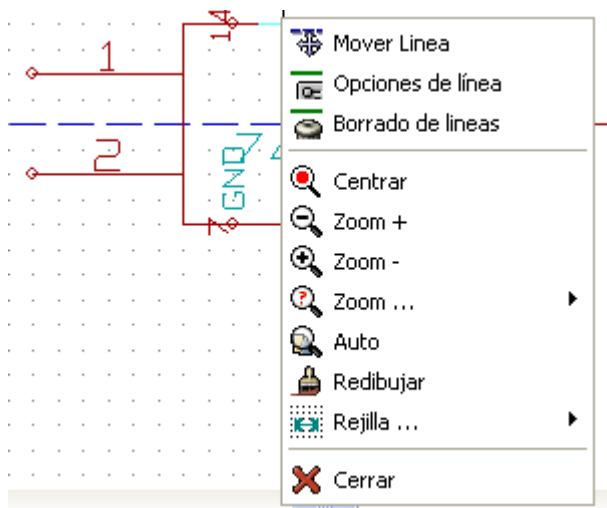 14
1
2
GND
7
Mover Linea
Opciones de línea
Borrado de lineas
Centrar
Zoom +
Zoom -
Zoom ...
Auto
Redibujar
Rejilla ...
Cerrar